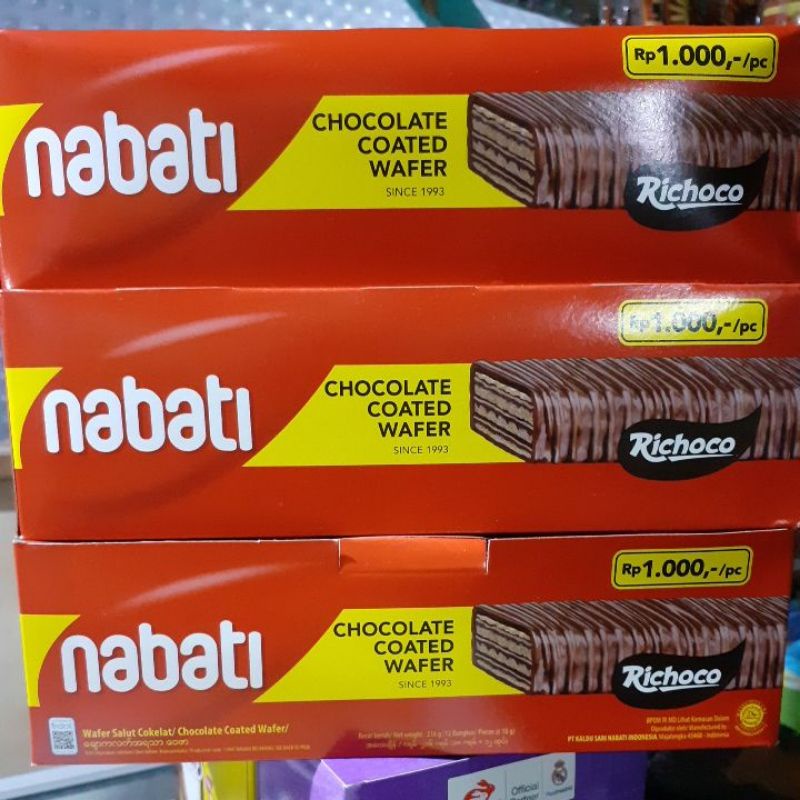 Rp1.000,-/pc
nabati
CHOCOLATE
COATED
WAFER
SINCE 1993
Richoco
Rp1.000,-/pc
nabati
CHOCOLATE
COATED
WAFER
SINCE 1993
Richoco
Rp1.000,-/pc
nabati
CHOCOLATE
COATED
WAFER
SINCE 1993
Richoco
Wafer Salut Cokelat/ Chocolate Coated Wafer/
PT KALDU SARI NABATI INDONESIA
Official
Partner